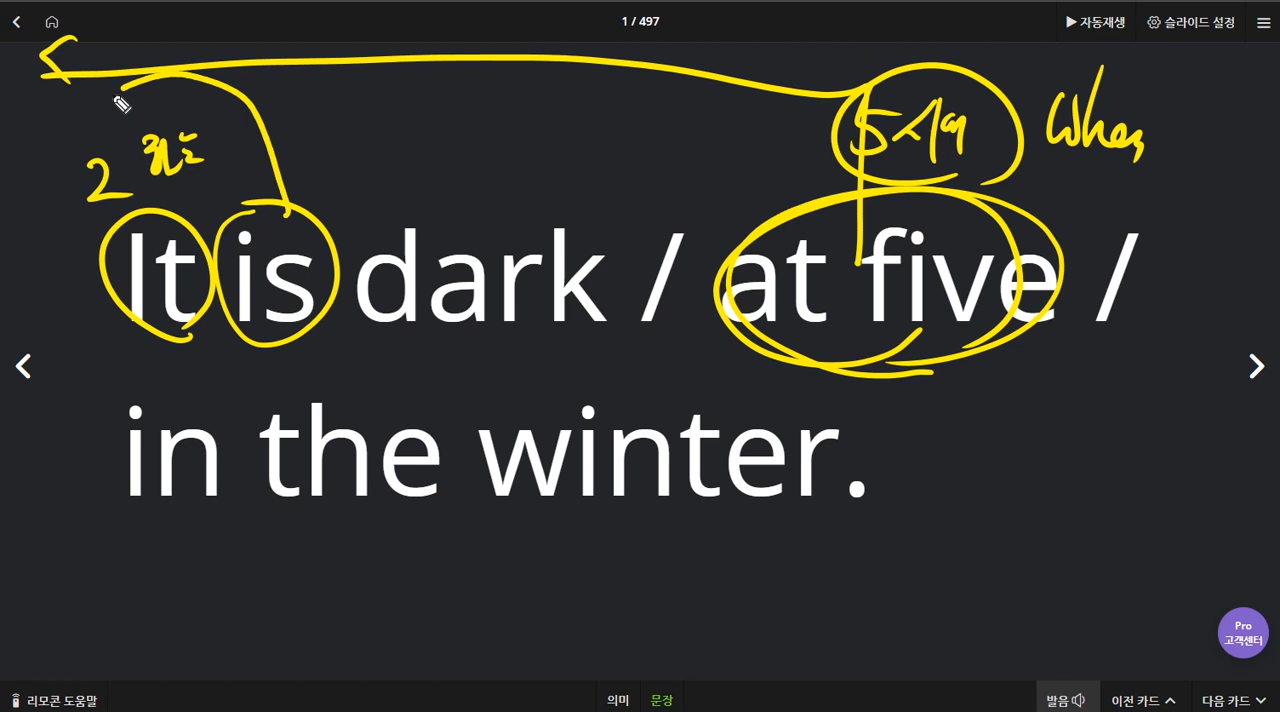 1 / 497
자동재생
슬라이드 설정
5시에
When
2
It is dark / at five /
in the winter.
Pro
고객센터
리모콘 도움말
의미
문장
발음
이전 카드
다음 카드